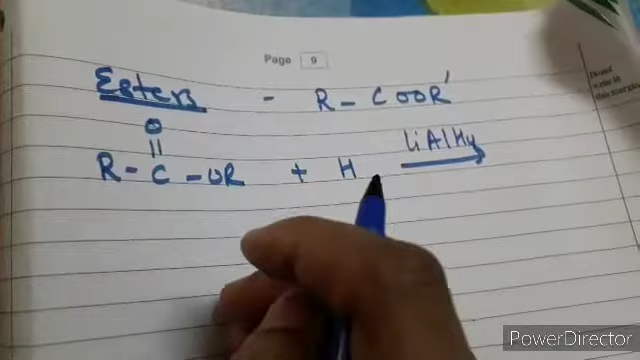 Page 9
Esters - R - COOR'
O
||
R - C - OR + H LiAlH4
PowerDirector